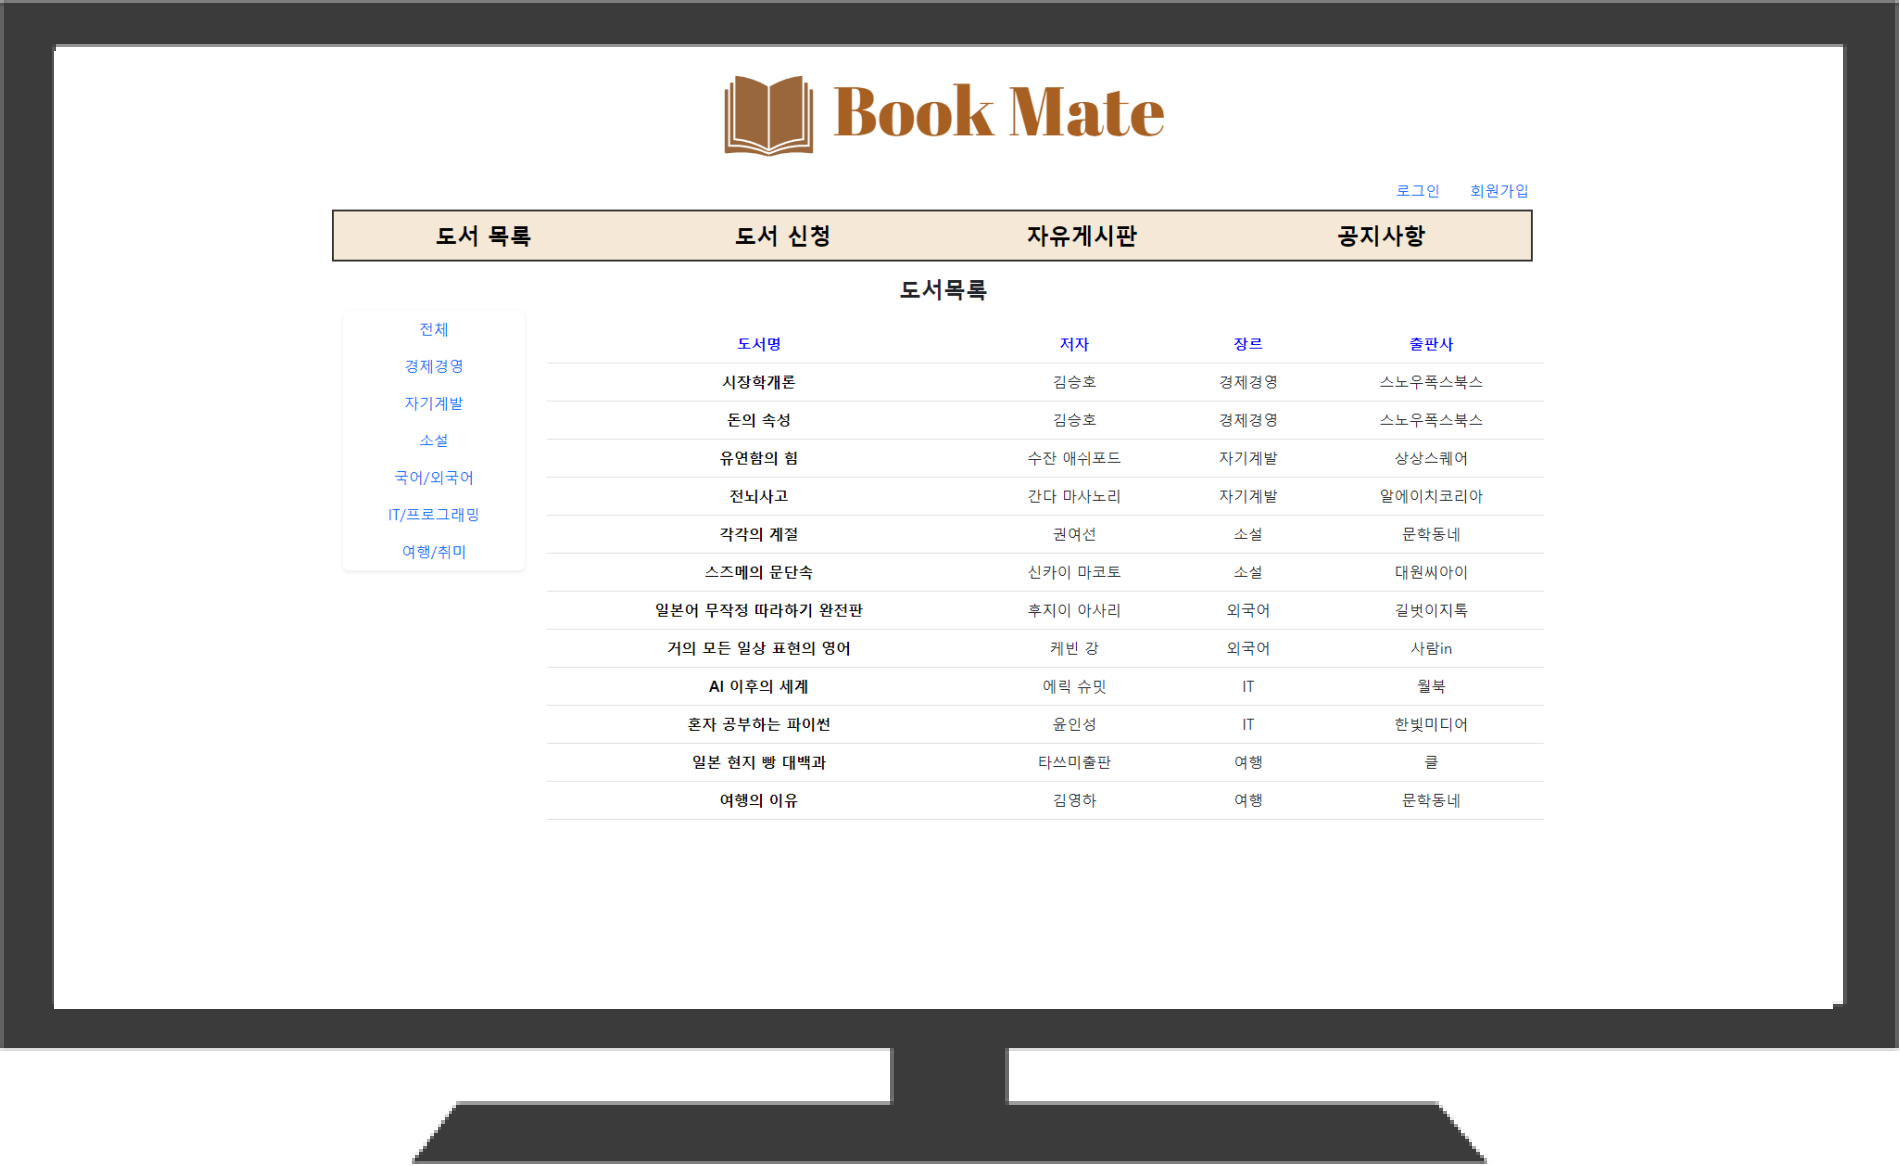 Book Mate
로그인 회원가입
도서 목록 도서 신청 자유게시판 공지사항
도서목록
전체
경제경영
자기계발
소설
국어/외국어
IT/프로그래밍
여행/취미
도서명 저자 장르 출판사
시장학개론 김승호 경제경영 스노우폭스북스
돈의 속성 김승호 경제경영 스노우폭스북스
유연함의 힘 수잔 애쉬포드 자기계발 상상스퀘어
전뇌사고 간다 마사노리 자기계발 알에이치코리아
각각의 계절 권여선 소설 문학동네
스즈메의 문단속 신카이 마코토 소설 대원씨아이
일본어 무작정 따라하기 완전판 후지이 아사리 외국어 길벗이지톡
거의 모든 일상 표현의 영어 케빈 강 외국어 사람in
AI 이후의 세계 에릭 슈밋 IT 월북
혼자 공부하는 파이썬 윤인성 IT 한빛미디어
일본 현지 빵 대백과 타쓰미출판 여행 클
여행의 이유 김영하 여행 문학동네